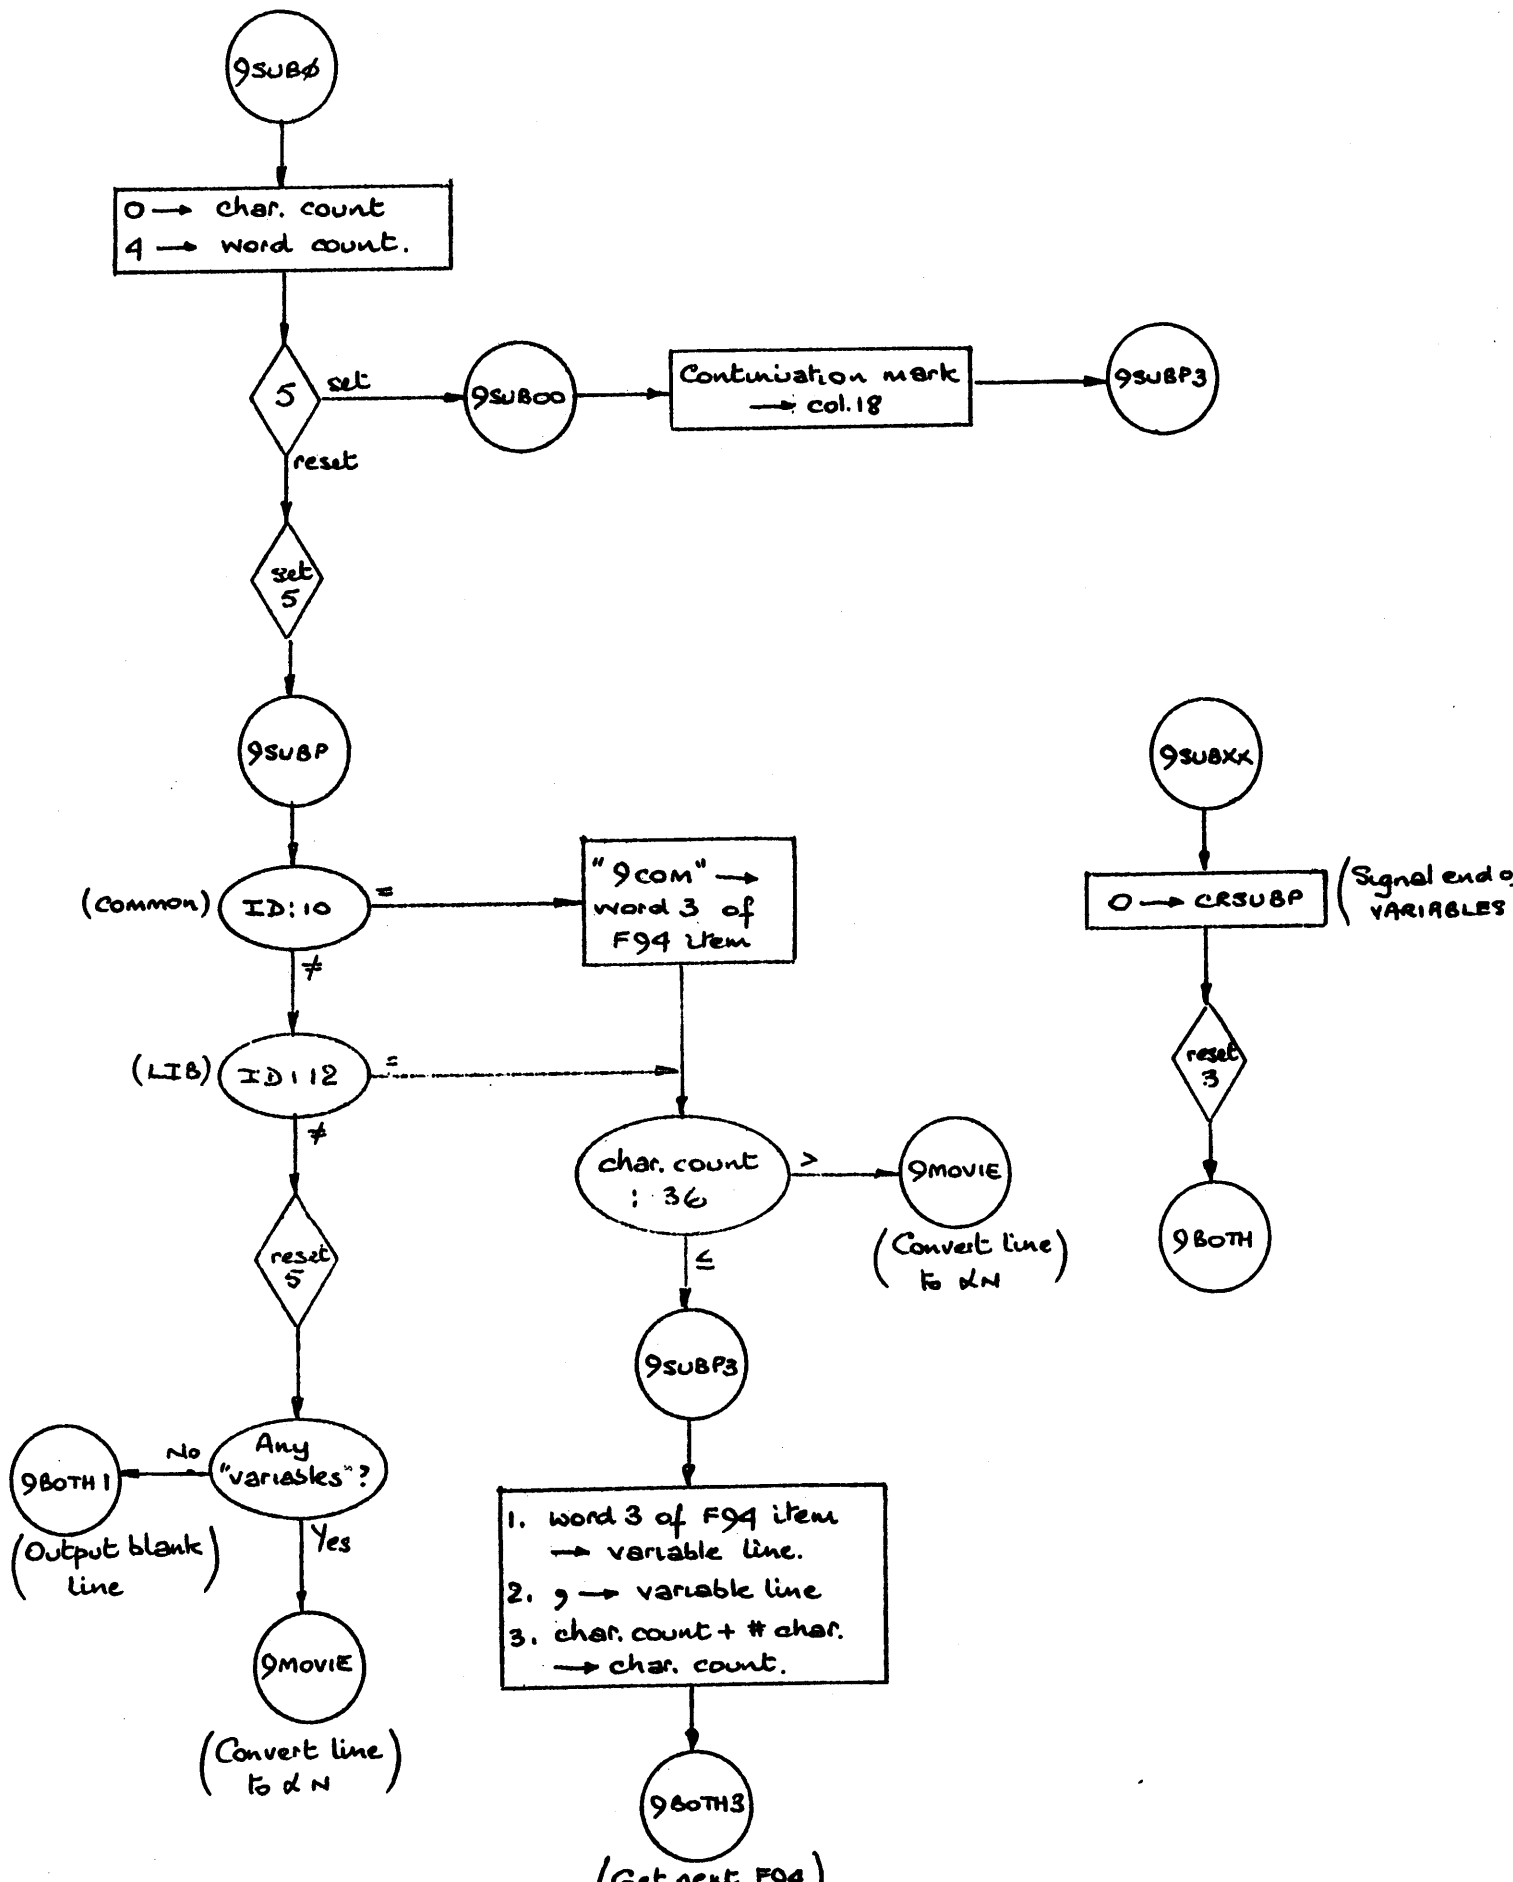 9SUBØ
0 → char. count
4 → word count.
5
set
reset
9SUB00
Continuation mark
→ col.18
9SUBP3
set
5
9SUBP
(COMMON)
ID:10
=
≠
"9COM" →
word 3 of
F94 item
(LIB)
ID:12
=
≠
char. count
: 36
>
≤
9MOVIE
(Convert line
to αN)
reset
5
Any
"variables"?
No
9BOTH1
(Output blank
line)
Yes
9MOVIE
(Convert line
to αN)
9SUBP3
1. word 3 of F94 item
→ variable line.
2. , → variable line
3. char. count + # char.
→ char. count.
9BOTH3
(Get next F94)
9SUBXX
0 → CRSUBP
(Signal end
VARIABLES
reset
3
9BOTH